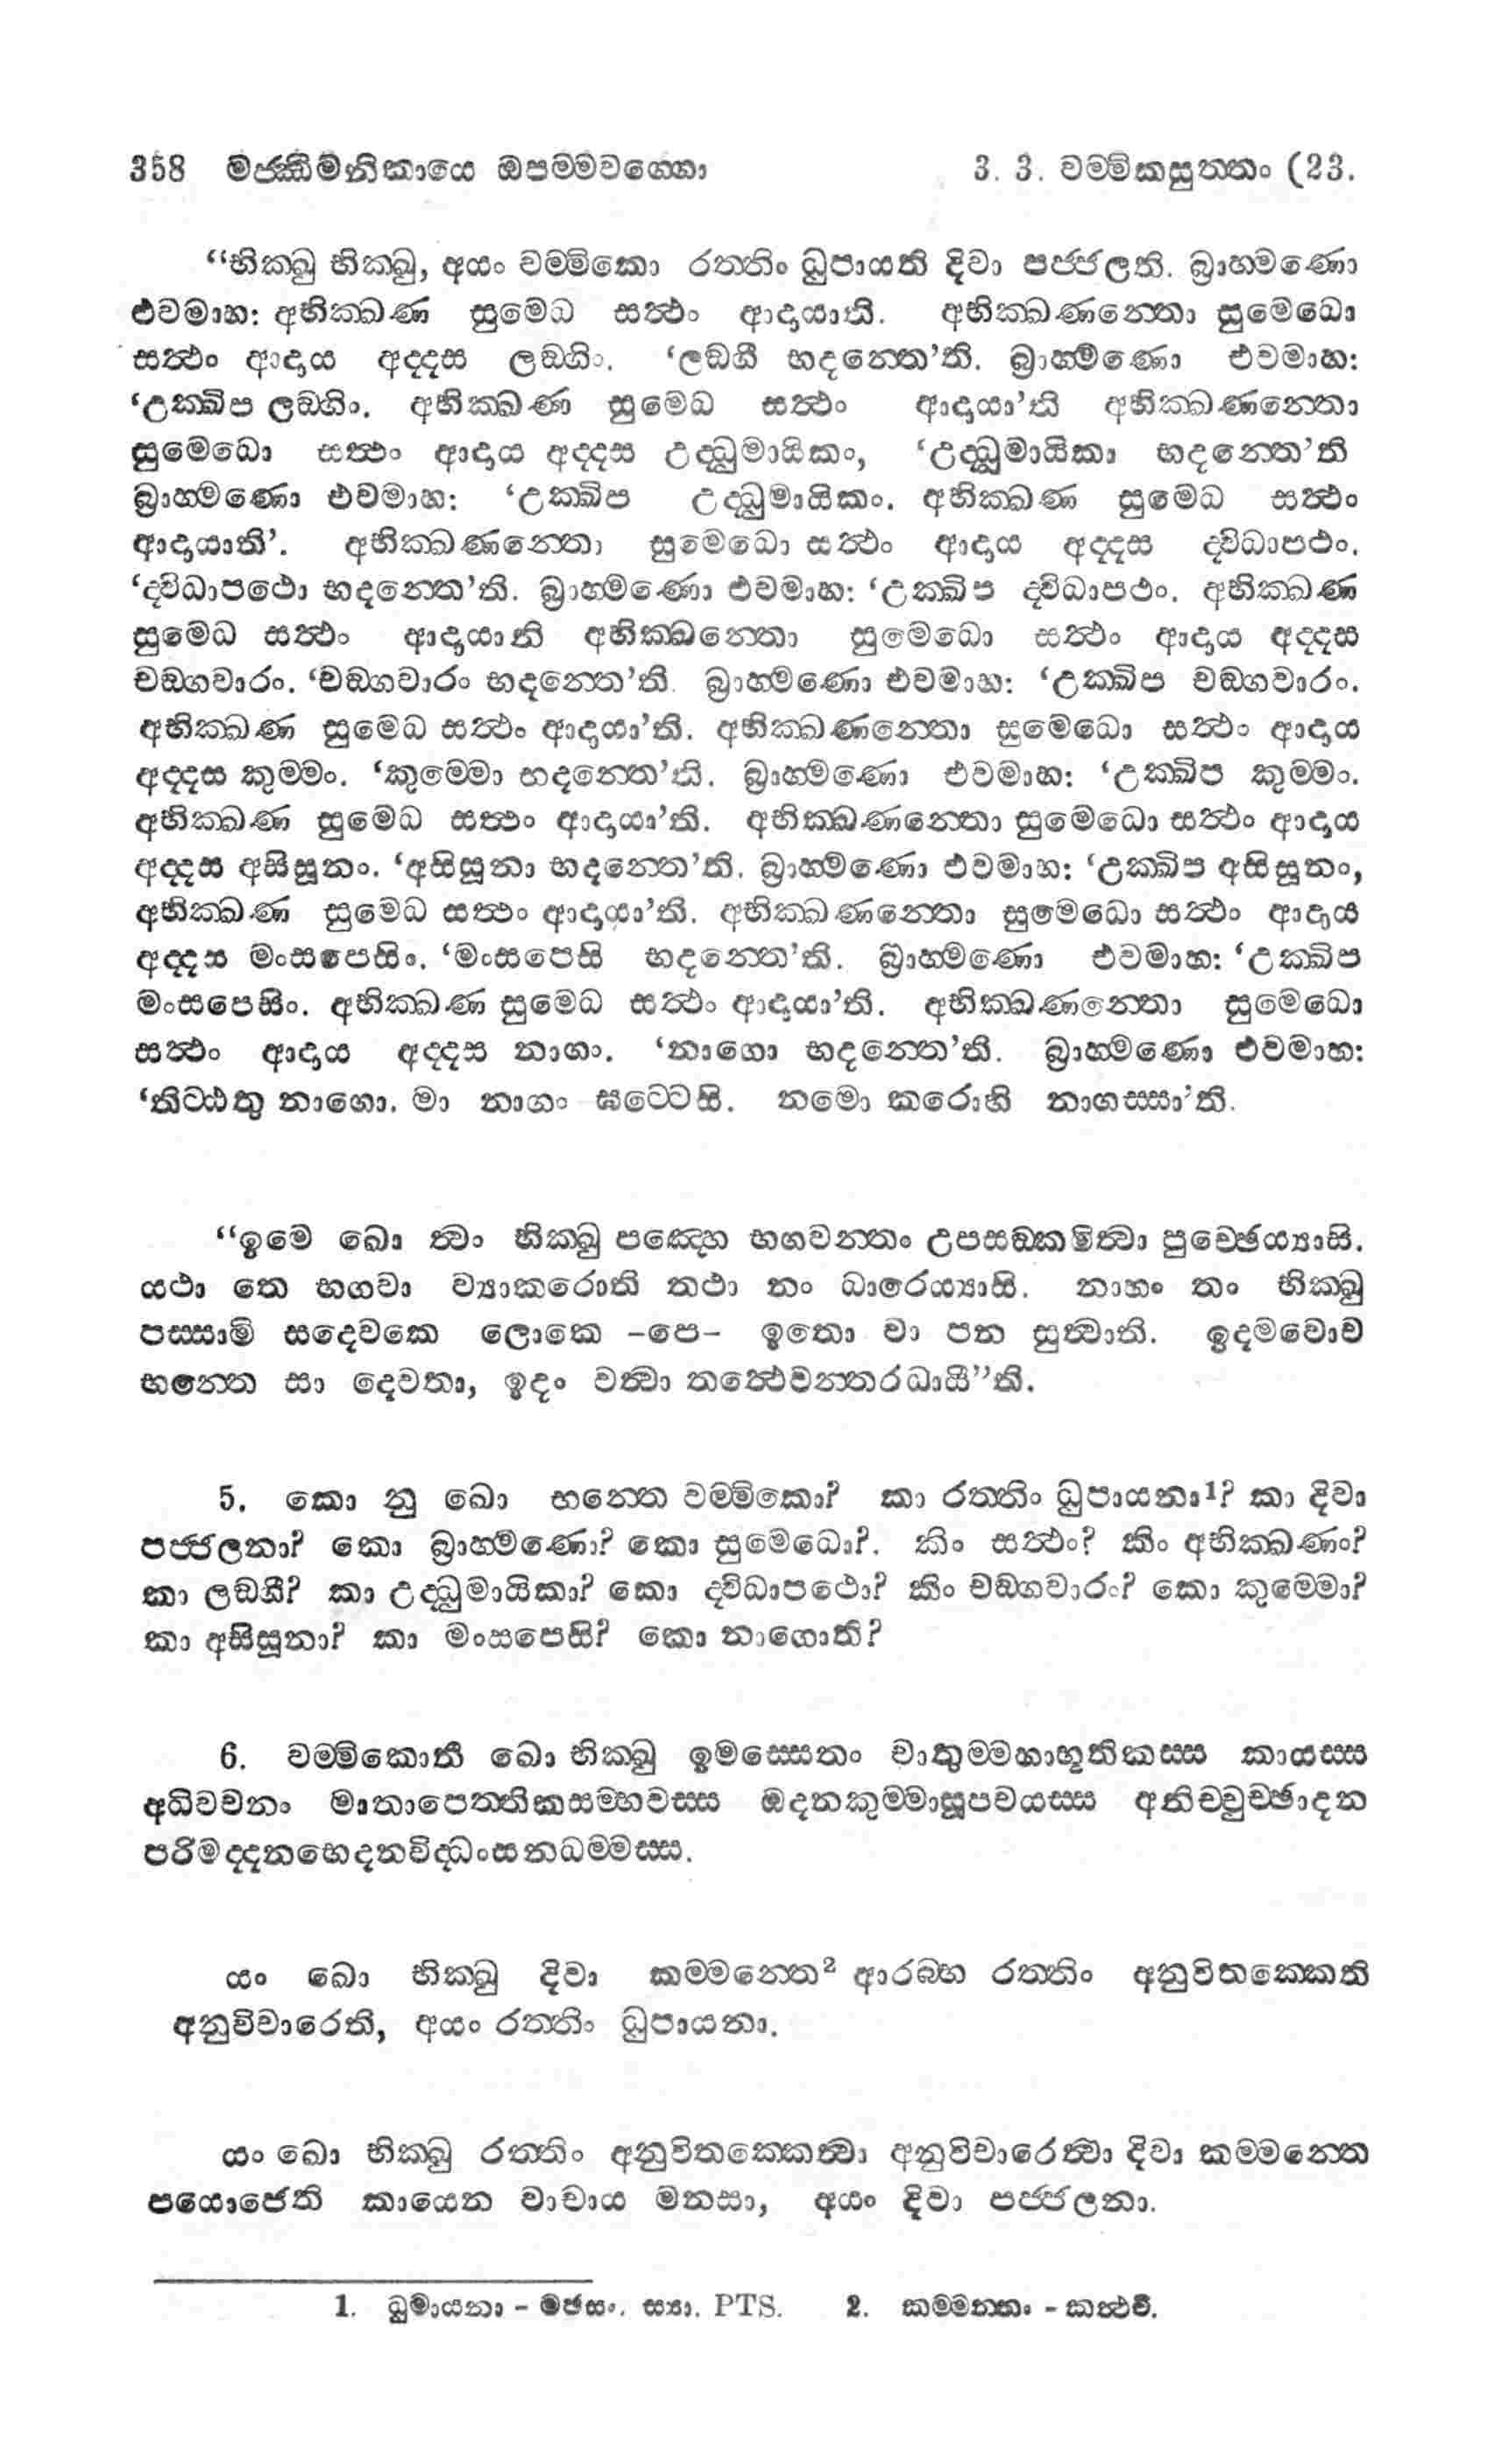 358 මජ්ඣිමනිකායෙ ඔපම්මවග්ගො 3. 3. වම්මිකසුත්තං (23.
“භික්ඛු භික්ඛු, අයං වම්මිකො රත්තිං ධුපායති දිවා පජ්ජලති. බ්‍රාහ්මණො
එවමාහ: අභික්ඛණ සුමෙධ සත්ථං ආදායාති. අභික්ඛණන්තො සුමෙධො
සත්ථං ආදාය අද්දස ලඞ්ගිං. ‘ලඞ්ගී භදන්තෙ’ති. බ්‍රාහ්මණො එවමාහ:
‘උක්ඛිප ලඞ්ගිං. අභික්ඛණ සුමෙධ සත්ථං ආදායා’ති අභික්ඛණන්තො
සුමෙධො සත්ථං ආදාය අද්දස උද්ධුමායිකං, ‘උද්ධුමායිකා භදන්තෙ’ති
බ්‍රාහ්මණො එවමාහ: ‘උක්ඛිප උද්ධුමායිකං. අභික්ඛණ සුමෙධ සත්ථං
ආදායාති’. අභික්ඛණන්තො සුමෙධො සත්ථං ආදාය අද්දස ද්විධාපථං.
‘ද්විධාපථො භදන්තෙ’ති. බ්‍රාහ්මණො එවමාහ: ‘උක්ඛිප ද්විධාපථං. අභික්ඛණ
සුමෙධ සත්ථං ආදායාති අභික්ඛන්තො සුමෙධො සත්ථං ආදාය අද්දස
චඞ්ගවාරං. ‘චඞ්ගවාරං භදන්තෙ’ති. බ්‍රාහ්මණො එවමාහ: ‘උක්ඛිප චඞ්ගවාරං.
අභික්ඛණ සුමෙධ සත්ථං ආදායා’ති. අභික්ඛණන්තො සුමෙධො සත්ථං ආදාය
අද්දස කුම්මං. ‘කුම්මො භදන්තෙ’ති. බ්‍රාහ්මණො එවමාහ: ‘උක්ඛිප කුම්මං.
අභික්ඛණ සුමෙධ සත්ථං ආදායා’ති. අභික්ඛණන්තො සුමෙධො සත්ථං ආදාය
අද්දස අසිසූනං. ‘අසිසූනා භදන්තෙ’ති. බ්‍රාහ්මණො එවමාහ: ‘උක්ඛිප අසිසූනං,
අභික්ඛණ සුමෙධ සත්ථං ආදායා’ති. අභික්ඛණන්තො සුමෙධො සත්ථං ආදාය
අද්දස මංසපෙසිං. ‘මංසපෙසි භදන්තෙ’ති. බ්‍රාහ්මණො එවමාහ: ‘උක්ඛිප
මංසපෙසිං. අභික්ඛණ සුමෙධ සත්ථං ආදායා’ති. අභික්ඛණන්තො සුමෙධො
සත්ථං ආදාය අද්දස නාගං. ‘නාගො භදන්තෙ’ති. බ්‍රාහ්මණො එවමාහ:
‘තිට්ඨතු නාගො. මා නාගං ඝට්ටෙසි. නමො කරොහි නාගස්සා’ති.
“ඉමෙ ඛො ත්වං භික්ඛු පඤ්හෙ භගවන්තං උපසඞ්කමිත්වා පුච්ඡෙය්‍යාසි.
යථා තෙ භගවා ව්‍යාකරොති තථා නං ධාරෙය්‍යාසි. නාහං තං භික්ඛු
පස්සාමි සදෙවකෙ ලොකෙ -පෙ- ඉතො වා පන සුත්වාති. ඉදමවොච
භන්තෙ සා දෙවතා, ඉදං වත්වා තත්ථෙවන්තරධායී”ති.
5. කො නු ඛො භන්තෙ වම්මිකො? කා රත්තිං ධුපායනා¹? කා දිවා
පජ්ජලනා? කො බ්‍රාහ්මණො? කො සුමෙධො?. කිං සත්ථං? කිං අභික්ඛණං?
කා ලඞ්ගී? කා උද්ධුමායිකා? කො ද්විධාපථො? කිං චඞ්ගවාරං? කො කුම්මො?
කා අසිසූනා? කා මංසපෙසි? කො නාගොති?
6. වම්මිකොති ඛො භික්ඛු ඉමස්සෙතං චාතුම්මහාභූතිකස්ස කායස්ස
අධිවචනං මාතාපෙත්තිකසම්භවස්ස ඔදනකුම්මාසූපචයස්ස අනිච්චුච්ඡාදන
පරිමද්දනභෙදනවිද්ධංසනධම්මස්ස.
යං ඛො භික්ඛු දිවා කම්මන්තෙ² ආරබ්භ රත්තිං අනුවිතක්කෙති
අනුවිචාරෙති, අයං රත්තිං ධුපායනා.
යං ඛො භික්ඛු රත්තිං අනුවිතක්කෙත්වා අනුවිචාරෙත්වා දිවා කම්මන්තෙ
පයොජෙති කායෙන වාචාය මනසා, අයං දිවා පජ්ජලනා.
1. ධුමායනා - මජසං. ස්‍යා. PTS. 2. කම්මන්තං - කත්ථචි.